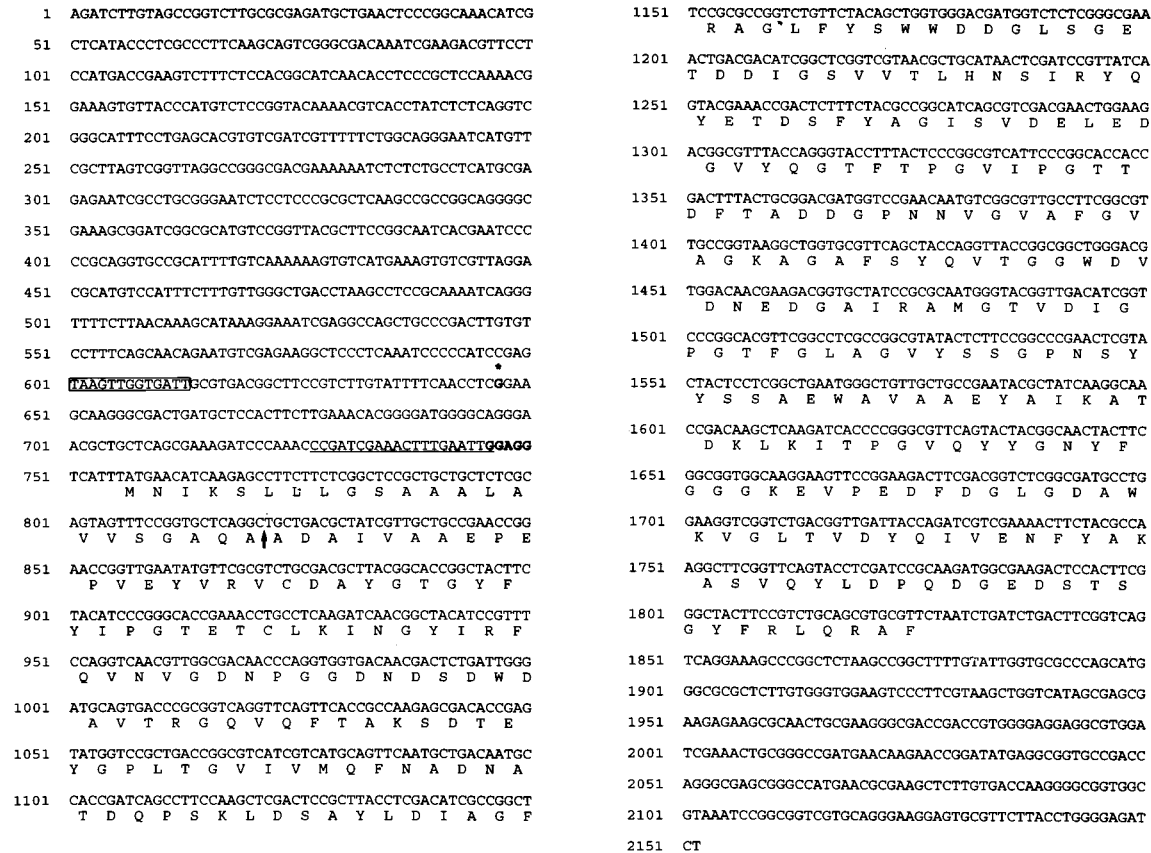 1 AGATCTTGTAGCCGGTCTTGCGCGAGATGCTGAACTCCCGGCAAACATCG
51 CTCATACCCTCGCCCTTCAAGCAGTCGGGCGACAAATCGAAGACGTTCCT
101 CCATGACCGAAGTCTTTCTCCACGGCATCAACACCTCCCGCTCCAAAACG
151 GAAAGTGTTACCCATGTCTCCGGTACAAAACGTCACCTATCTCTCAGGTC
201 GGGCATTTCCTGAGCACGTGTCGATCGTTTTTCTGGCAGGGAATCATGTT
251 CGCTTAGTCGGTTAGGCCGGGCGACGAAAAAATCTCTCTGCCTCATGCGA
301 GAGAATCGCCTGCGGGAATCTCCTCCCGCGCTCAAGCCGCCGGCAGGGGC
351 GAAAGCGGATCGGCGCATGTCCGGTTACGCTTCCGGCAATCACGAATCCC
401 CCGCAGGTGCCGCATTTTGTCAAAAAAGTGTCATGAAAGTGTCGTTAGGA
451 CGCATGTCCATTTCTTTGTTGGGCTGACCTAAGCCTCCGCAAAATCAGGG
501 TTTTCTTAACAAAGCATAAAGGAAATCGAGGCCAGCTGCCCGACTTGTGT
551 CCTTTCAGCAACAGAATGTCGAGAAGGCTCCCTCAAATCCCCCATCCGAG
*
601 TAAGTTGGTGATTGCGTGACGGCTTCCGTCTTGTATTTTCAACCTCGGAA
651 GCAAGGGCGACTGATGCTCCACTTCTTGAAACACGGGGATGGGGCAGGGA
701 ACGCTGCTCAGCGAAAGATCCCAAACCCGATCGAAACTTTGAATTGGAGG
751 TCATTTATGAACATCAAGAGCCTTCTTCTCGGCTCCGCTGCTGCTCTCGC
M N I K S L L L G S A A A L A
801 AGTAGTTTCCGGTGCTCAGGCTGCTGACGCTATCGTTGCTGCCGAACCGG
V V S G A Q A A D A I V A A E P E
851 AACCGGTTGAATATGTTCGCGTCTGCGACGCTTACGGCACCGGCTACTTC
P V E Y V R V C D A Y G T G Y F
901 TACATCCCGGGCACCGAAACCTGCCTCAAGATCAACGGCTACATCCGTTT
Y I P G T E T C L K I N G Y I R F
951 CCAGGTCAACGTTGGCGACAACCCAGGTGGTGACAACGACTCTGATTGGG
Q V N V G D N P G G D N D S D W D
1001 ATGCAGTGACCCGCGGTCAGGTTCAGTTCACCGCCAAGAGCGACACCGAG
A V T R G Q V Q F T A K S D T E
1051 TATGGTCCGCTGACCGGCGTCATCGTCATGCAGTTCAATGCTGACAATGC
Y G P L T G V I V M Q F N A D N A
1101 CACCGATCAGCCTTCCAAGCTCGACTCCGCTTACCTCGACATCGCCGGCT
T D Q P S K L D S A Y L D I A G F
1151 TCCGCGCCGGTCTGTTCTACAGCTGGTGGGACGATGGTCTCTCGGGCGAA
R A G L F Y S W W D D G L S G E
1201 ACTGACGACATCGGCTCGGTCGTAACGCTGCATAACTCGATCCGTTATCA
T D D I G S V V T L H N S I R Y Q
1251 GTACGAAACCGACTCTTTCTACGCCGGCATCAGCGTCGACGAACTGGAAG
Y E T D S F Y A G I S V D E L E D
1301 ACGGCGTTTACCAGGGTACCTTTACTCCCGGCGTCATTCCCGGCACCACC
G V Y Q G T F T P G V I P G T T
1351 GACTTTACTGCGGACGATGGTCCGAACAATGTCGGCGTTGCCTTCGGCGT
D F T A D D G P N N V G V A F G V
1401 TGCCGGTAAGGCTGGTGCGTTCAGCTACCAGGTTACCGGCGGCTGGGACG
A G K A G A F S Y Q V T G G W D V
1451 TGGACAACGAAGACGGTGCTATCCGCGCAATGGGTACGGTTGACATCGGT
D N E D G A I R A M G T V D I G
1501 CCCGGCACGTTCGGCCTCGCCGGCGTATACTCTTCCGGCCCGAACTCGTA
P G T F G L A G V Y S S G P N S Y
1551 CTACTCCTCGGCTGAATGGGCTGTTGCTGCCGAATACGCTATCAAGGCAA
Y S S A E W A V A A E Y A I K A T
1601 CCGACAAGCTCAAGATCACCCCGGGCGTTCAGTACTACGGCAACTACTTC
D K L K I T P G V Q Y Y G N Y F
1651 GGCGGTGGCAAGGAAGTTCCGGAAGACTTCGACGGTCTCGGCGATGCCTG
G G G K E V P E D F D G L G D A W
1701 GAAGGTCGGTCTGACGGTTGATTACCAGATCGTCGAAAACTTCTACGCCA
K V G L T V D Y Q I V E N F Y A K
1751 AGGCTTCGGTTCAGTACCTCGATCCGCAAGATGGCGAAGACTCCACTTCG
A S V Q Y L D P Q D G E D S T S
1801 GGCTACTTCCGTCTGCAGCGTGCGTTCTAATCTGATCTGACTTCGGTCAG
G Y F R L Q R A F
1851 TCAGGAAAGCCCGGCTCTAAGCCGGCTTTTGTATTGGTGCGCCCAGCATG
1901 GGCGCGCTCTTGTGGGTGGAAGTCCCTTCGTAAGCTGGTCATAGCGAGCG
1951 AAGAGAAGCGCAACTGCGAAGGGCGACCGACCGTGGGGAGGAGGCGTGGA
2001 TCGAAACTGCGGGCCGATGAACAAGAACCGGATATGAGGCGGTGCCGACC
2051 AGGGCGAGCGGGCCATGAACGCGAAGCTCTTGTGACCAAGGGGCGGTGGC
2101 GTAAATCCGGCGGTCGTGCAGGGAAGGAGTGCGTTCTTACCTGGGGAGAT
2151 CT